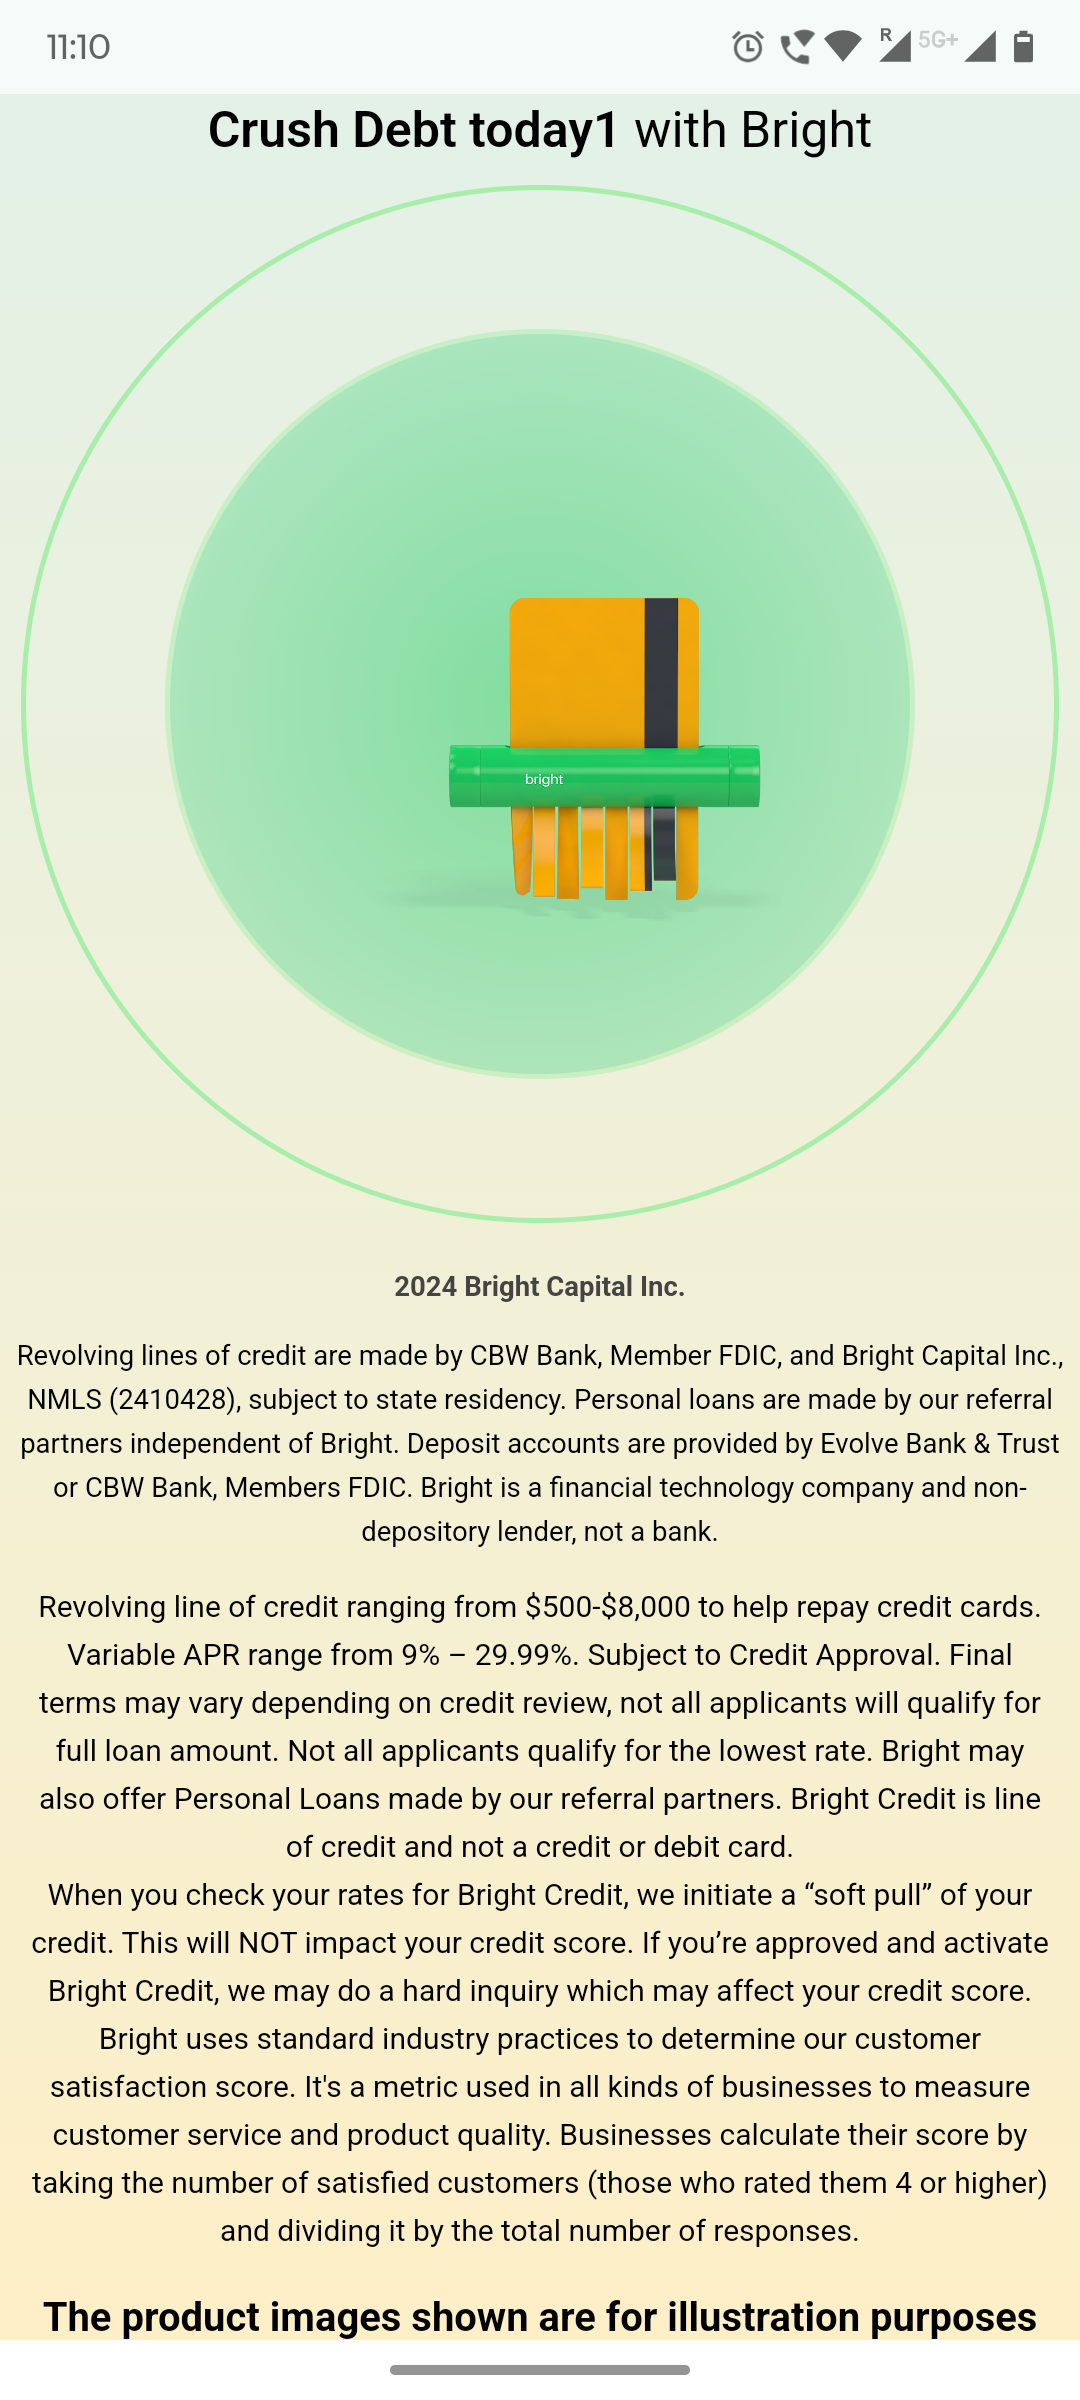 11:10
R 5G+
Crush Debt today1 with Bright
bright
2024 Bright Capital Inc.
Revolving lines of credit are made by CBW Bank, Member FDIC, and Bright Capital Inc.,
NMLS (2410428), subject to state residency. Personal loans are made by our referral
partners independent of Bright. Deposit accounts are provided by Evolve Bank & Trust
or CBW Bank, Members FDIC. Bright is a financial technology company and non-
depository lender, not a bank.
Revolving line of credit ranging from $500-$8,000 to help repay credit cards.
Variable APR range from 9% – 29.99%. Subject to Credit Approval. Final
terms may vary depending on credit review, not all applicants will qualify for
full loan amount. Not all applicants qualify for the lowest rate. Bright may
also offer Personal Loans made by our referral partners. Bright Credit is line
of credit and not a credit or debit card.
When you check your rates for Bright Credit, we initiate a “soft pull” of your
credit. This will NOT impact your credit score. If you’re approved and activate
Bright Credit, we may do a hard inquiry which may affect your credit score.
Bright uses standard industry practices to determine our customer
satisfaction score. It's a metric used in all kinds of businesses to measure
customer service and product quality. Businesses calculate their score by
taking the number of satisfied customers (those who rated them 4 or higher)
and dividing it by the total number of responses.
The product images shown are for illustration purposes